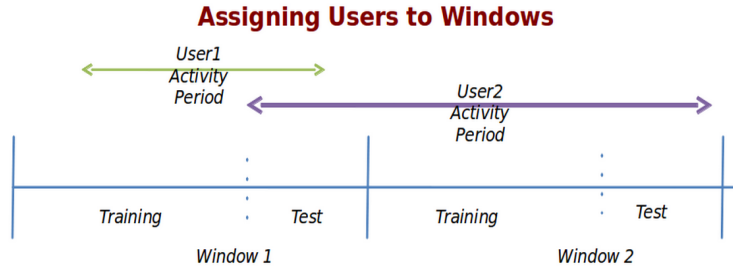 Assigning Users to Windows
User1
Activity
Period
User2
Activity
Period
Training
Test
Training
Test
Window 1
Window 2